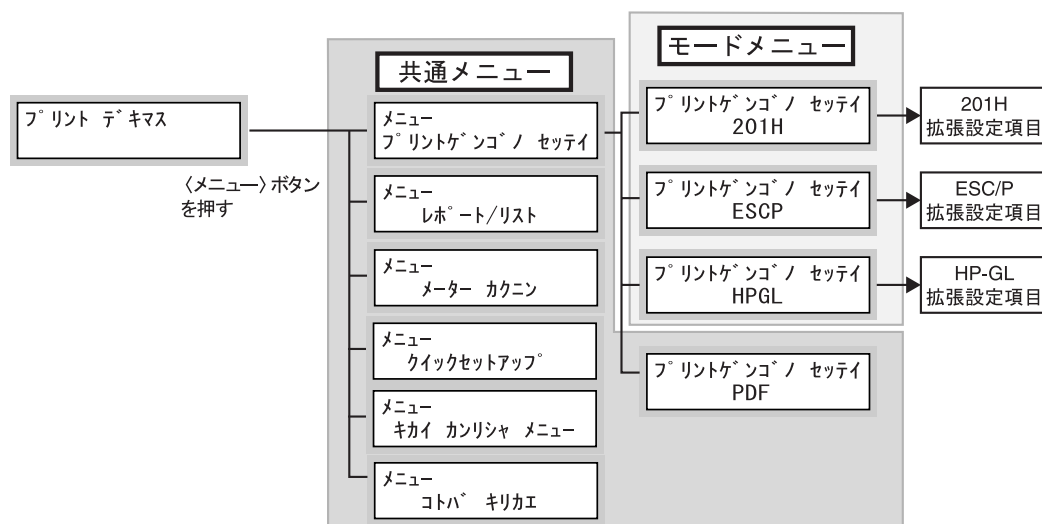 モードメニュー
共通メニュー
プリント デキマス
〈メニュー〉ボタン
を押す
メニュー
プリントゲンゴノ セッテイ
メニュー
レポート/リスト
メニュー
メーター カクニン
メニュー
クイックセットアップ
メニュー
キカイ カンリシャ メニュー
メニュー
コトバ キリカエ
プリントゲンゴノ セッテイ
201H
プリントゲンゴノ セッテイ
ESCP
プリントゲンゴノ セッテイ
HPGL
プリントゲンゴノ セッテイ
PDF
201H
拡張設定項目
ESC/P
拡張設定項目
HP-GL
拡張設定項目